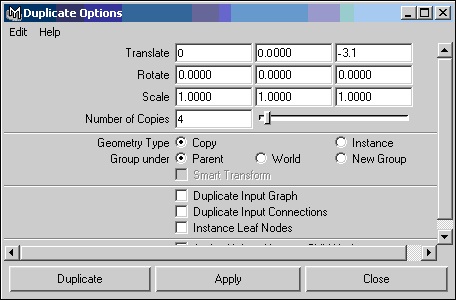 Duplicate Options
Edit Help
Translate 0 0.0000 -3.1
Rotate 0.0000 0.0000 0.0000
Scale 1.0000 1.0000 1.0000
Number of Copies 4
Geometry Type Copy Instance
Group under Parent World New Group
Smart Transform
Duplicate Input Graph
Duplicate Input Connections
Instance Leaf Nodes
Duplicate Apply Close